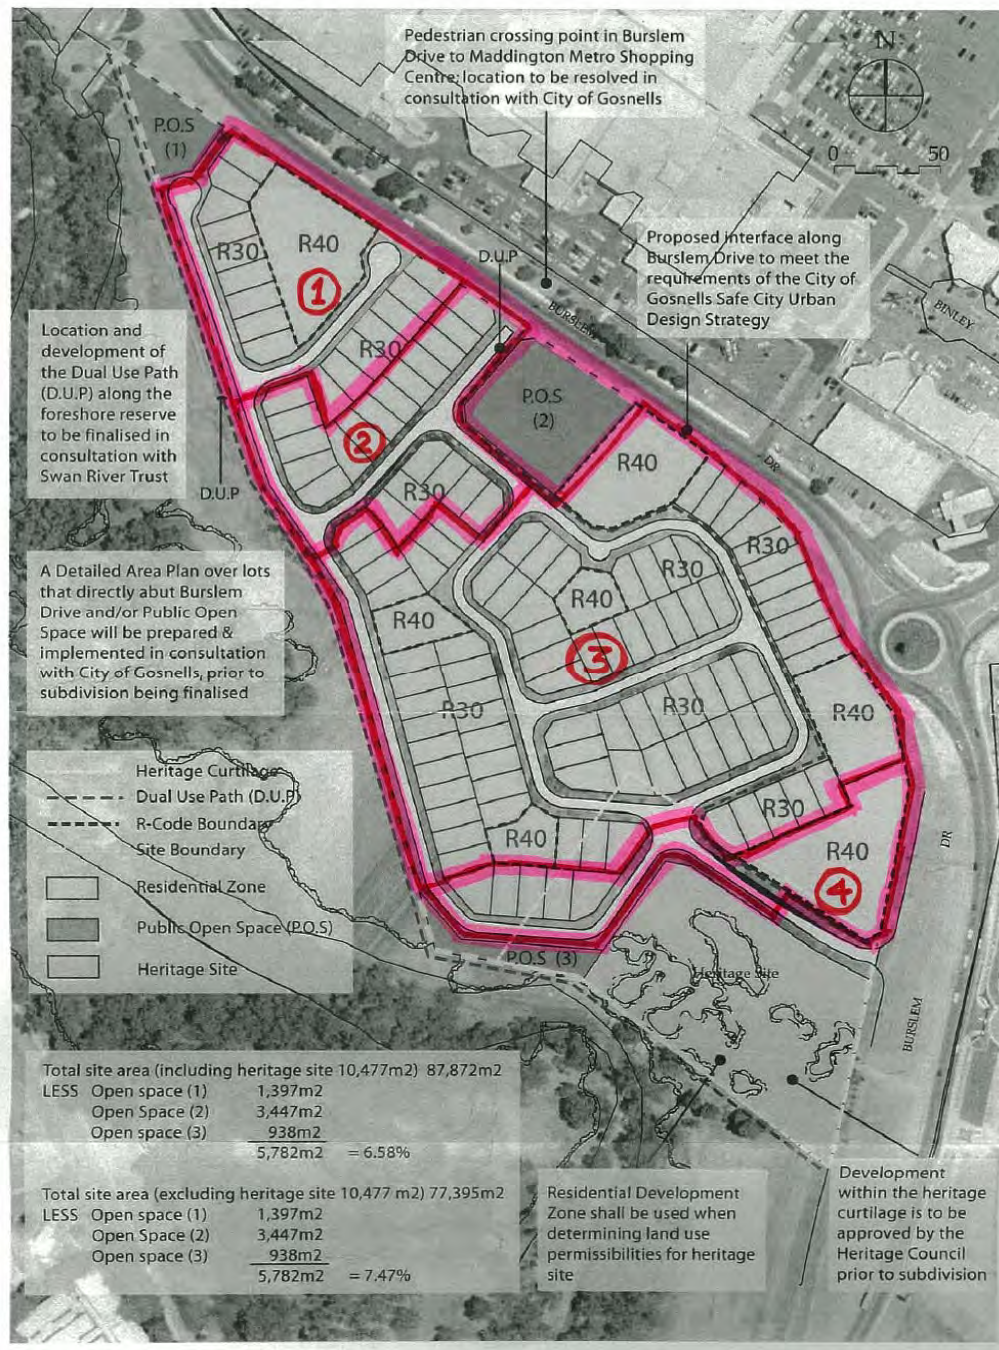 Pedestrian crossing point in Burslem
Drive to Maddington Metro Shopping
Centre; location to be resolved in
consultation with City of Gosnells
N
0 50
P.O.S
(1)
R30
R40
1
D.U.P
BURSLEM
DR
Proposed interface along
Burslem Drive to meet the
requirements of the City of
Gosnells Safe City Urban
Design Strategy
BINLEY
Location and
development of
the Dual Use Path
(D.U.P) along the
foreshore reserve
to be finalised in
consultation with
Swan River Trust
D.U.P
R30
2
P.O.S
(2)
R40
R30
R30
R30
R40
R40
3
R30
R30
R40
R30
R40
R40
4
A Detailed Area Plan over lots
that directly abut Burslem
Drive and/or Public Open
Space will be prepared &
implemented in consultation
with City of Gosnells, prior to
subdivision being finalised
Heritage Curtilage
Dual Use Path (D.U.P)
R-Code Boundary
Site Boundary
Residential Zone
Public Open Space (P.O.S)
Heritage Site
P.O.S (3)
Heritage Site
DR
BURSLEM
Total site area (including heritage site 10,477m2) 87,872m2
LESS Open space (1) 1,397m2
Open Space (2) 3,447m2
Open space (3) 938m2
5,782m2 = 6.58%
Total site area (excluding heritage site 10,477 m2) 77,395m2
LESS Open space (1) 1,397m2
Open Space (2) 3,447m2
Open space (3) 938m2
5,782m2 = 7.47%
Residential Development
Zone shall be used when
determining land use
permissibilities for heritage
site
Development
within the heritage
curtilage is to be
approved by the
Heritage Council
prior to subdivision